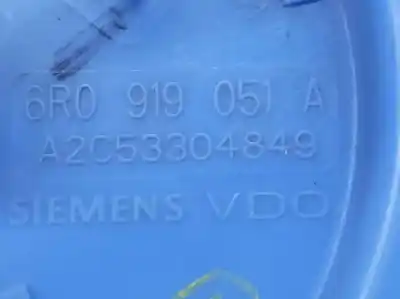 6R0 919 051 A
A2C53304849
SIEMENS VDO